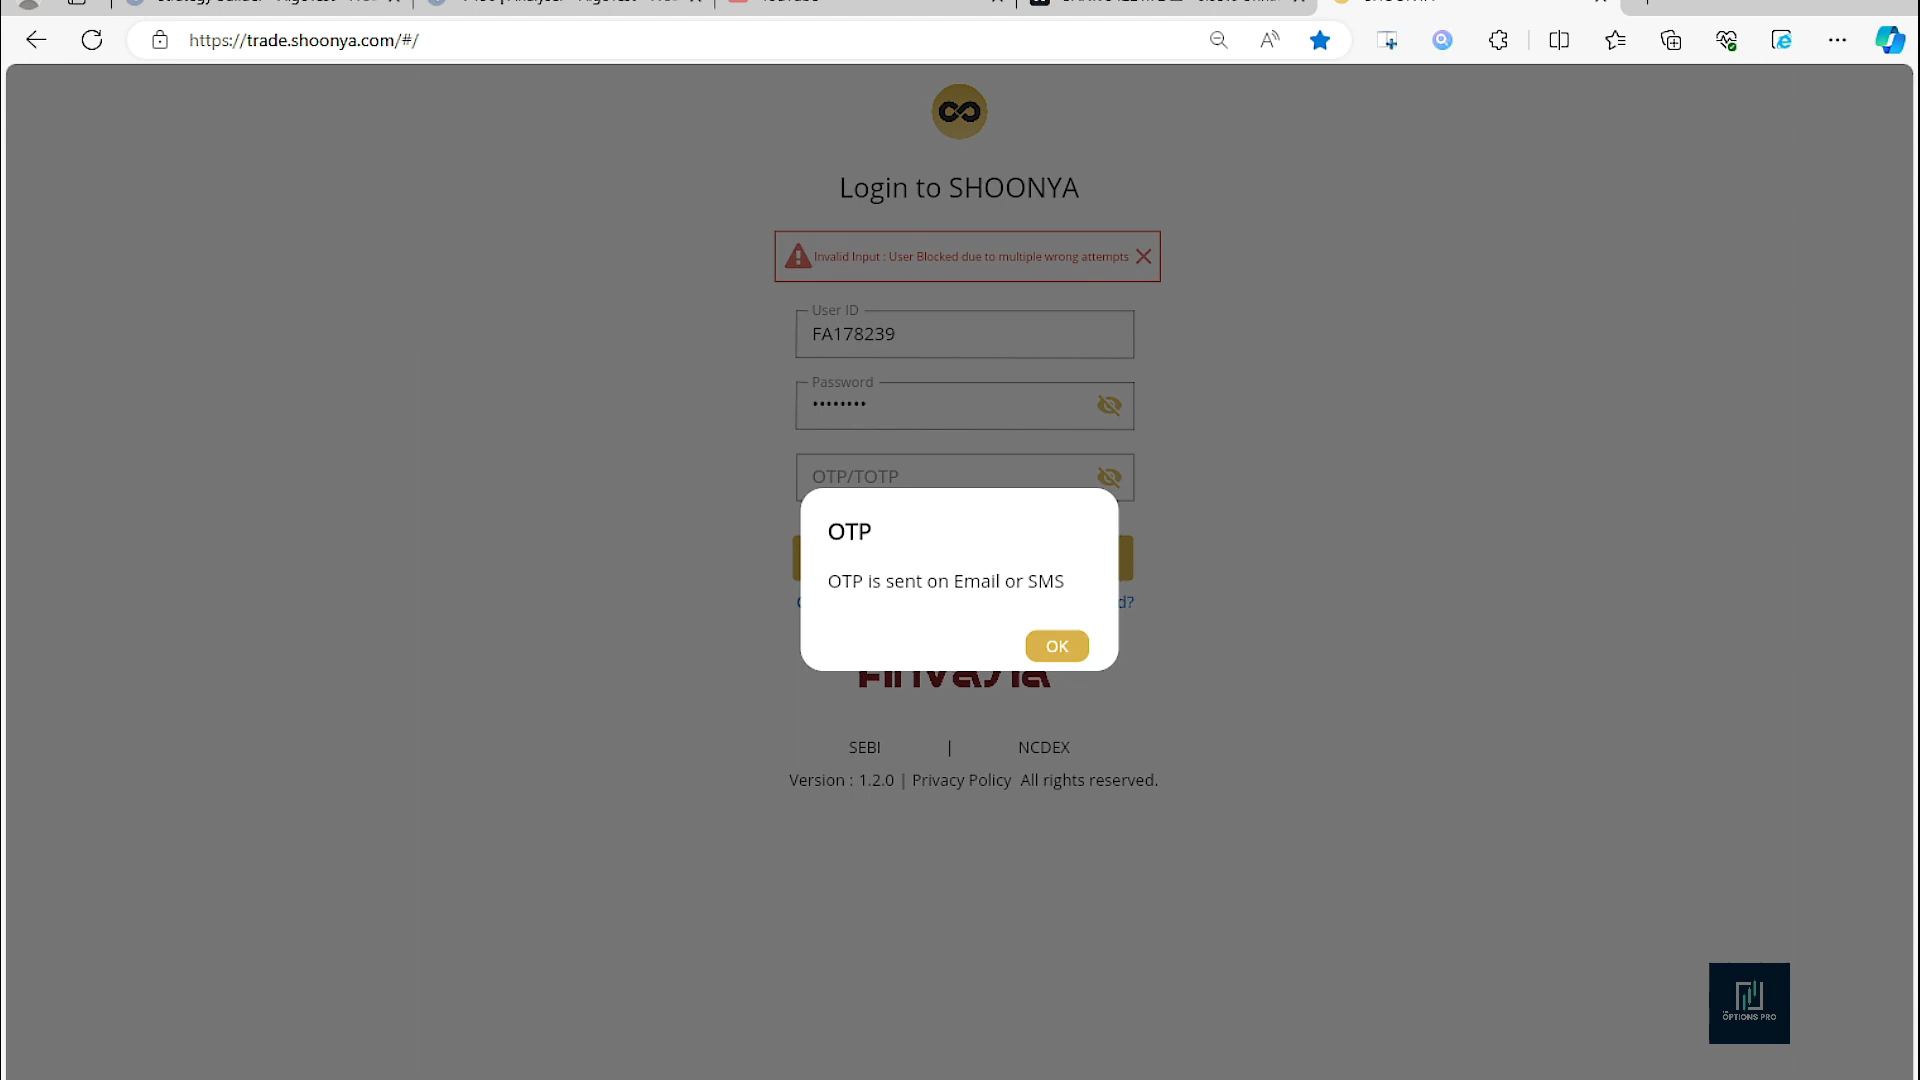 https://trade.shoonya.com/#/
Login to SHOONYA
Invalid Input : User Blocked due to multiple wrong attempts
User ID
FA178239
Password
OTP/TOTP
OTP
OTP is sent on Email or SMS
d?
OK
SEBI | NCDEX
Version : 1.2.0 | Privacy Policy All rights reserved.
OPTIONS PRO